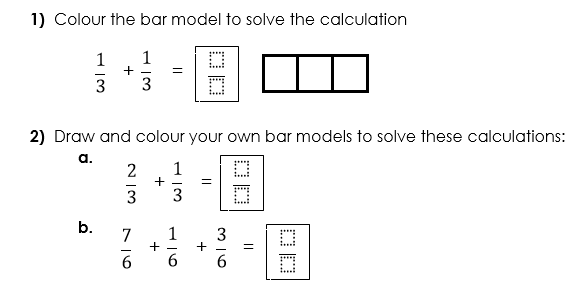 1) Colour the bar model to solve the calculation
1/3 + 1/3 =
2) Draw and colour your own bar models to solve these calculations:
a. 2/3 + 1/3 =
b. 7/6 + 1/6 + 3/6 =